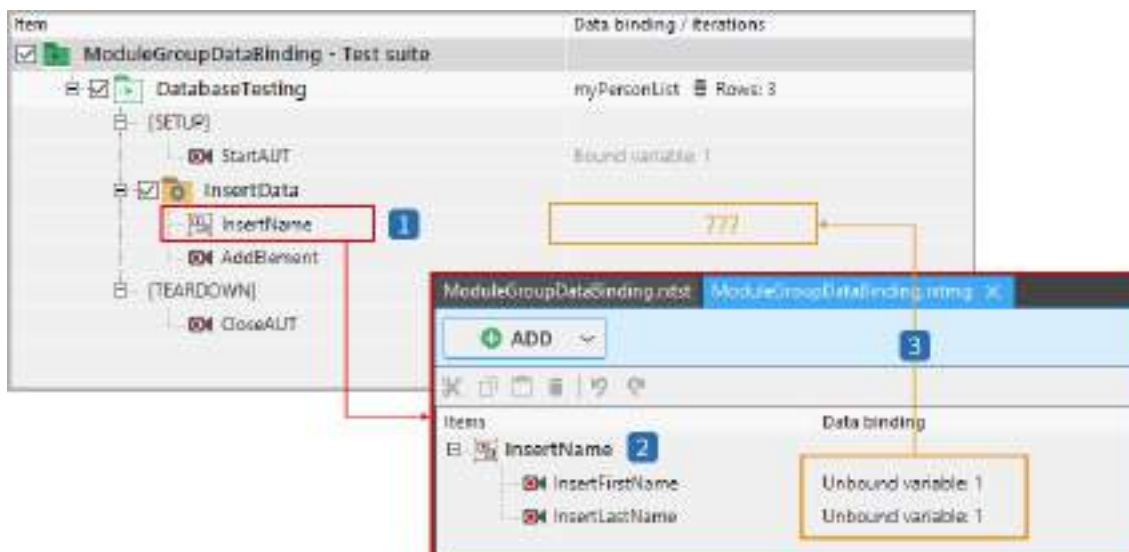 Item Data binding / Iterations
ModuleGroupDataBinding - Test suite
DatabaseTesting myPersonList Rows: 3
[SETUP]
StartAUT Bound variable: 1
InsertData
InsertName 1 ???
AddElement
[TEARDOWN]
CloseAUT
ModuleGroupDataBinding.rxtst ModuleGroupDataBinding.rxtmg X
ADD
3
Items Data binding
InsertName 2
InsertFirstName Unbound variable: 1
InsertLastName Unbound variable: 1